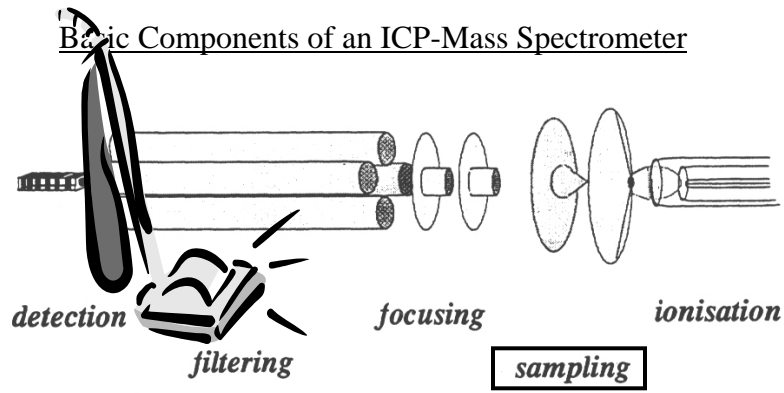 Basic Components of an ICP-Mass Spectrometer
detection
focusing
ionisation
filtering
sampling